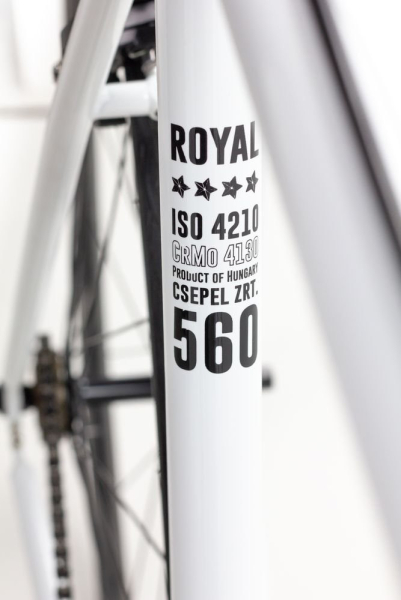 ROYAL
ISO 4210
CrMo 4130
PRODUCT OF HUNGARY
CSEPEL ZRT.
560